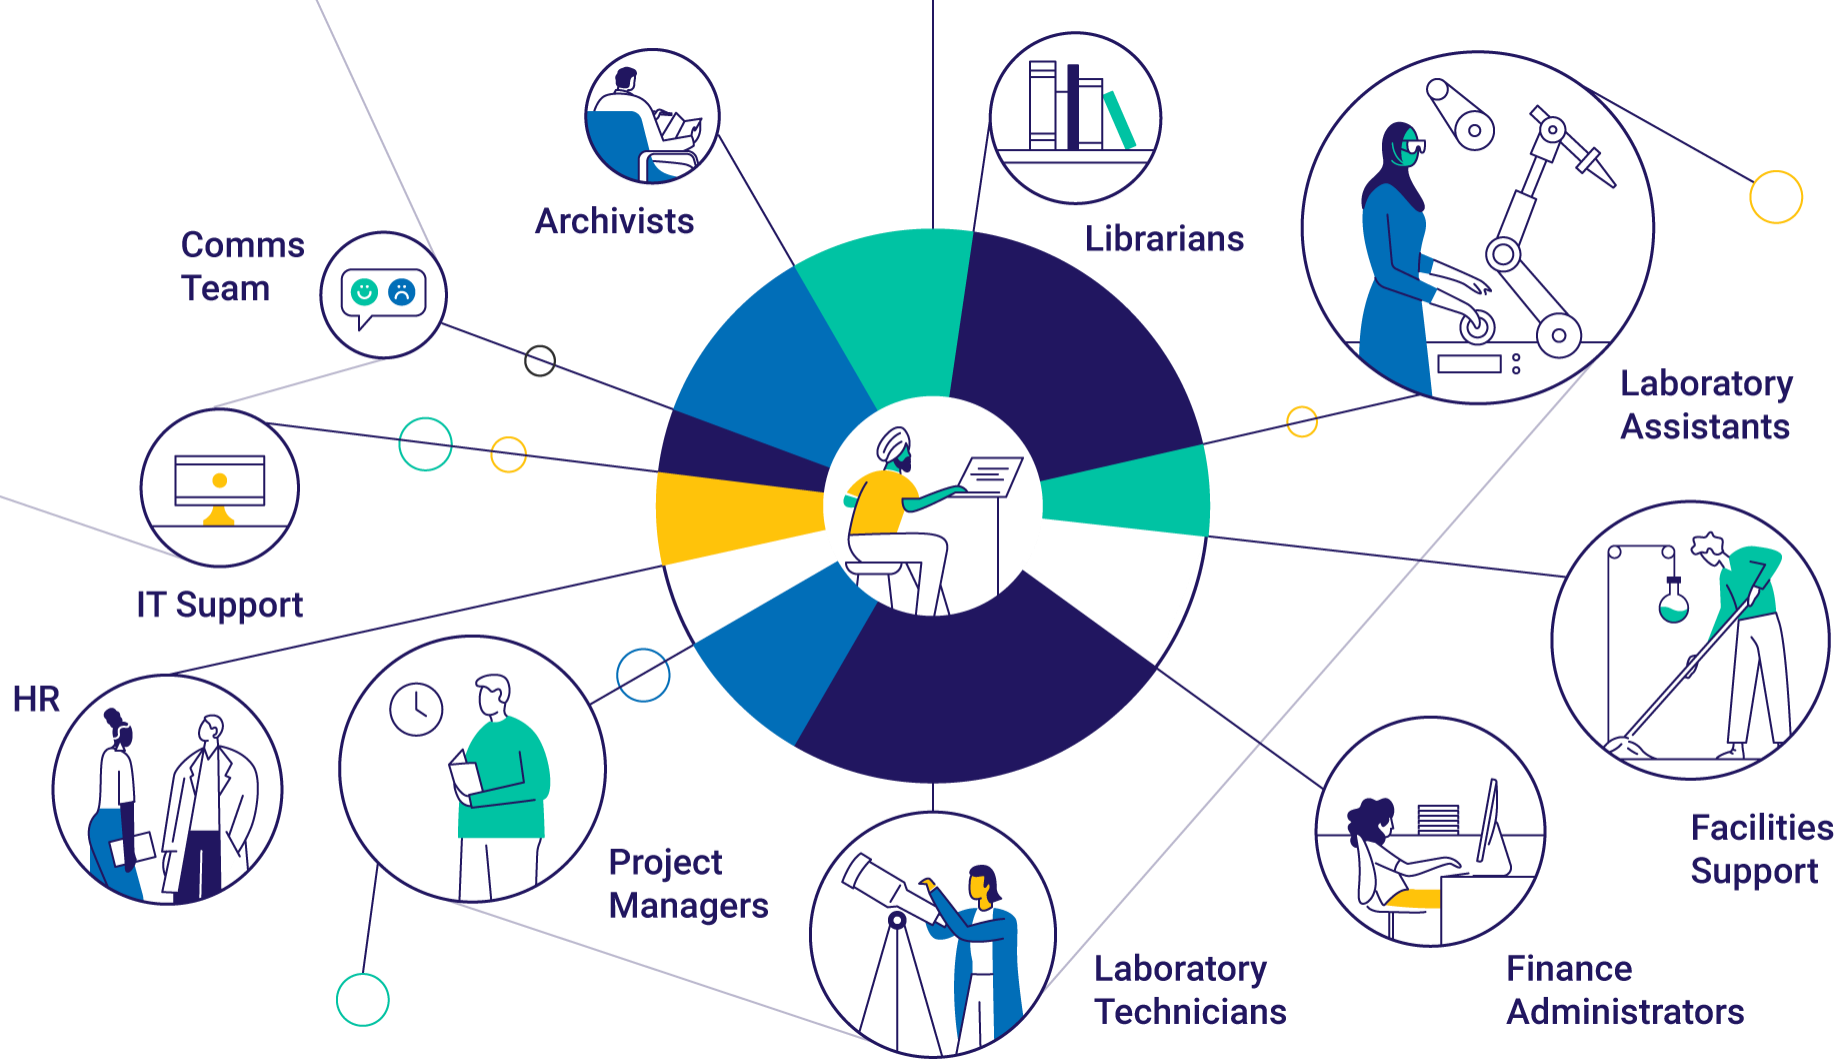 Archivists
Librarians
Comms
Team
Laboratory
Assistants
IT Support
HR
Project
Managers
Facilities
Support
Laboratory
Technicians
Finance
Administrators